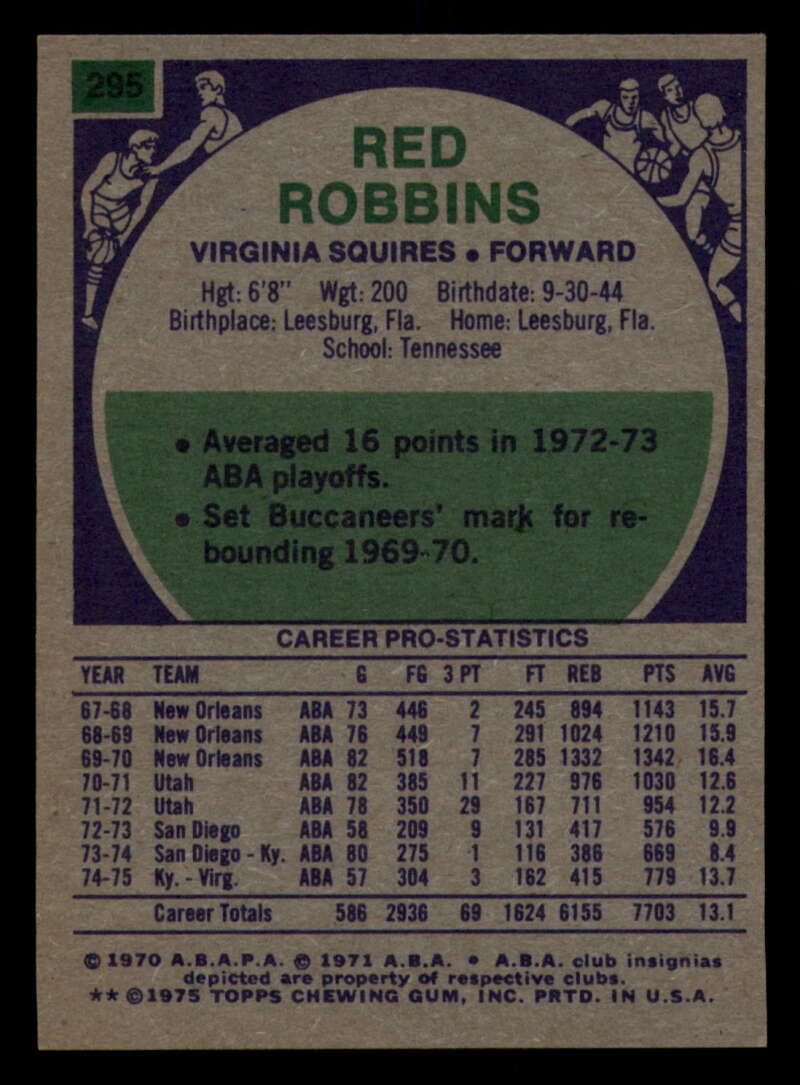 295
RED
ROBBINS
VIRGINIA SQUIRES • FORWARD
Hgt: 6'8" Wgt: 200 Birthdate: 9-30-44
Birthplace: Leesburg, Fla. Home: Leesburg, Fla.
School: Tennessee
• Averaged 16 points in 1972-73
ABA playoffs.
• Set Buccaneers' mark for re-
bounding 1969-70.
CAREER PRO-STATISTICS
YEAR TEAM G FG 3 PT FT REB PTS AVG
67-68 New Orleans ABA 73 446 2 245 894 1143 15.7
68-69 New Orleans ABA 76 449 7 291 1024 1210 15.9
69-70 New Orleans ABA 82 518 7 285 1332 1342 16.4
70-71 Utah ABA 82 385 11 227 976 1030 12.6
71-72 Utah ABA 78 350 29 167 711 954 12.2
72-73 San Diego ABA 58 209 9 131 417 576 9.9
73-74 San Diego - Ky. ABA 80 275 1 116 386 669 8.4
74-75 Ky. - Virg. ABA 57 304 3 162 415 779 13.7
Career Totals 586 2936 69 1624 6155 7703 13.1
© 1970 A.B.A.P.A. © 1971 A.B.A. • A.B.A. club insignias
depicted are property of respective clubs.
** © 1975 TOPPS CHEWING GUM, INC. PRTD. IN U.S.A.